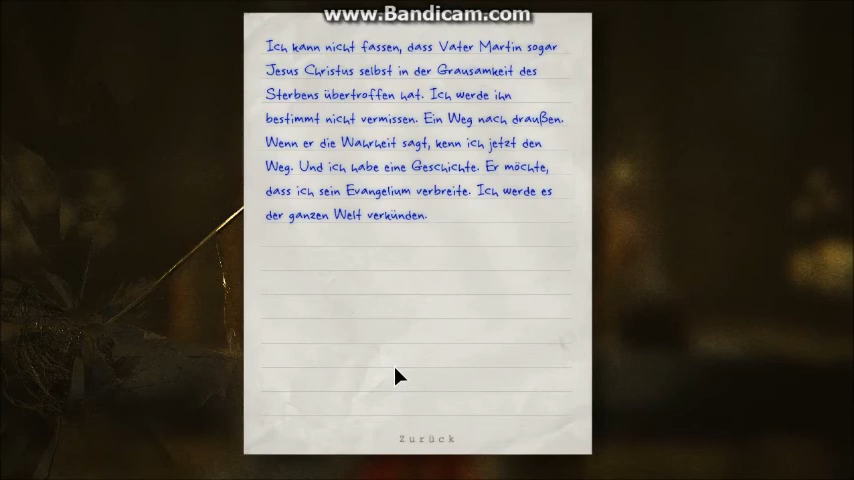 www.Bandicam.com
Ich kann nicht fassen, dass Vater Martin sogar
Jesus Christus selbst in der Grausamkeit des
Sterbens übertroffen hat. Ich werde ihn
bestimmt nicht vermissen. Ein Weg nach draußen.
Wenn er die Wahrheit sagt, kenn ich jetzt den
Weg. Und ich habe eine Geschichte. Er möchte,
dass ich sein Evangelium verbreite. Ich werde es
der ganzen Welt verkünden.
Zurück